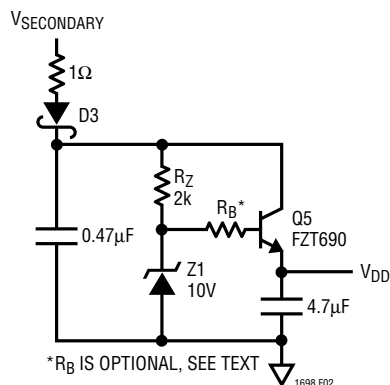 VSECONDARY
1Ω
D3
RZ
2k
RB*
Q5
FZT690
0.47µF
Z1
10V
VDD
4.7µF
*RB IS OPTIONAL, SEE TEXT
1698 F02